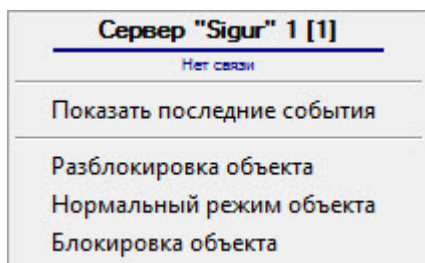 Сервер "Sigur" 1 [1]
Нет связи
Показать последние события
Разблокировка объекта
Нормальный режим объекта
Блокировка объекта